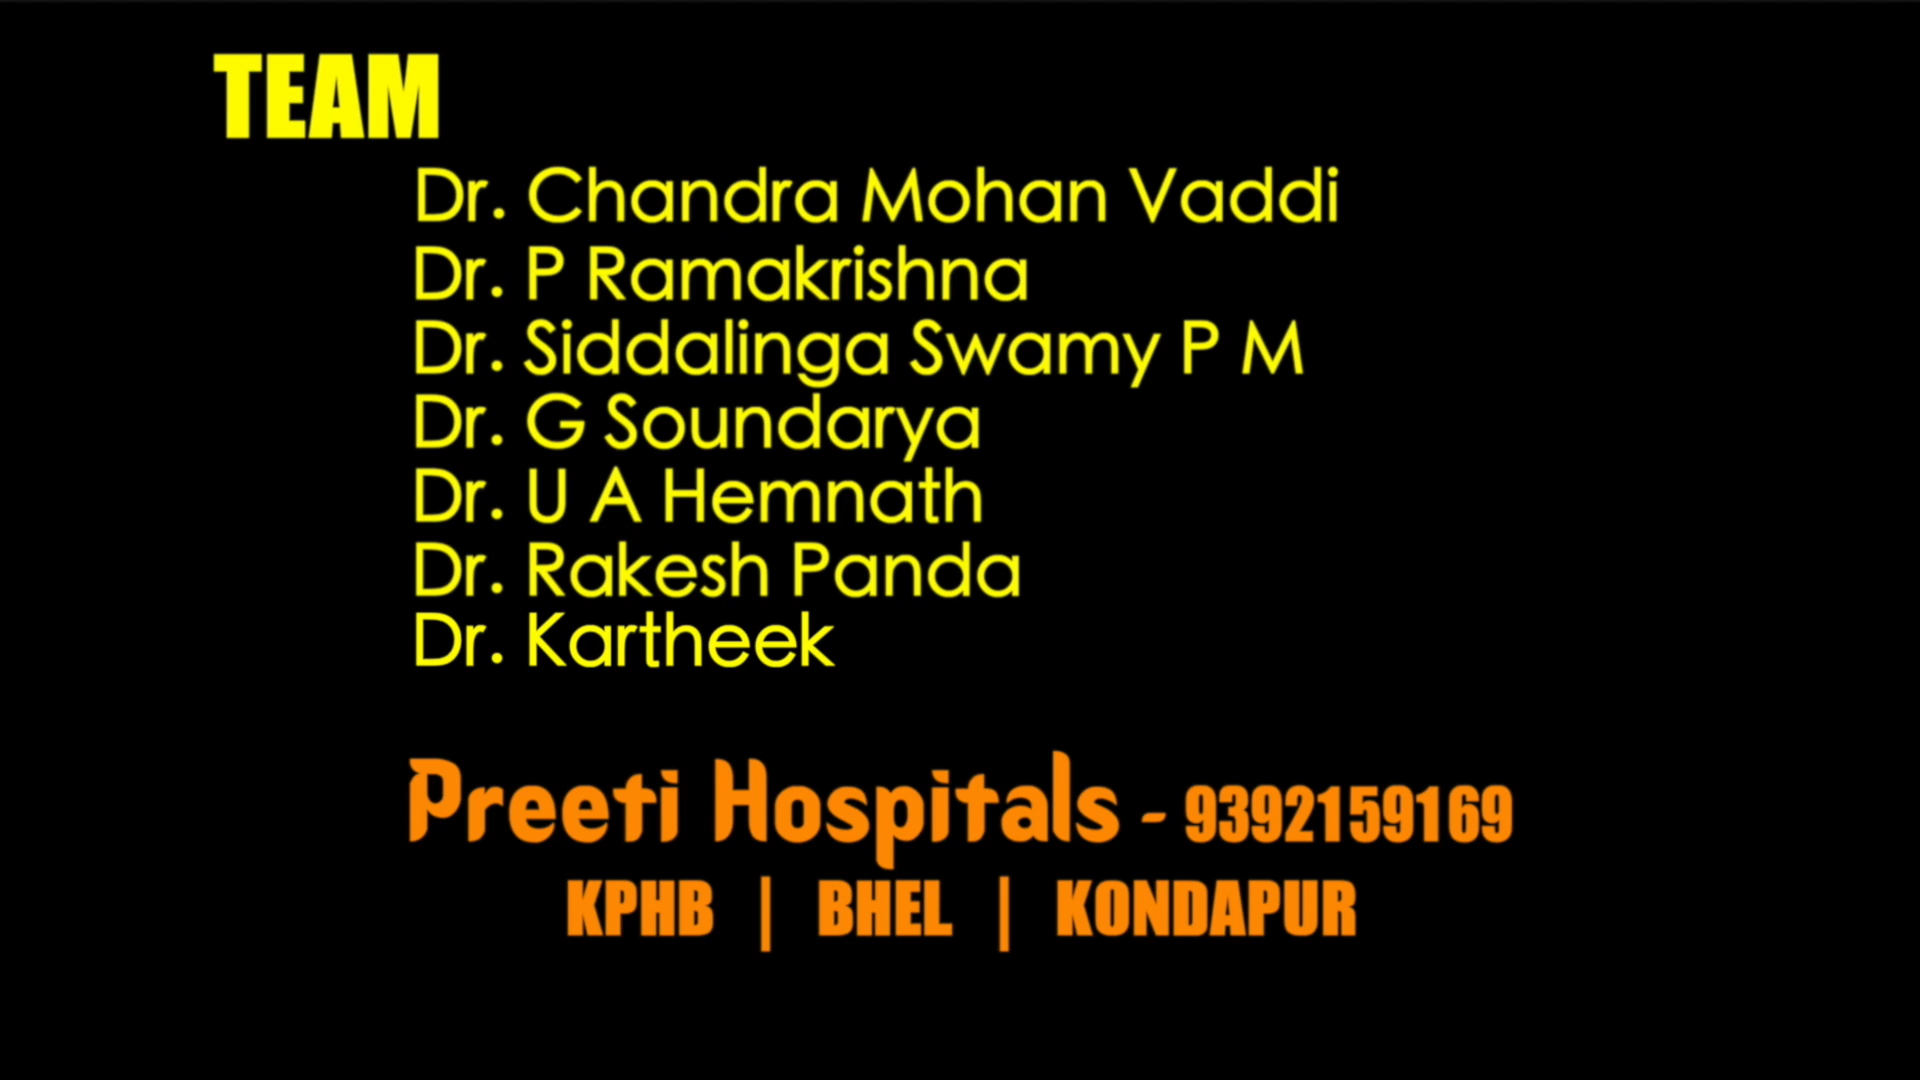 TEAM
Dr. Chandra Mohan Vaddi
Dr. P Ramakrishna
Dr. Siddalinga Swamy P M
Dr. G Soundarya
Dr. U A Hemnath
Dr. Rakesh Panda
Dr. Kartheek
Preeti Hospitals - 9392159169
KPHB | BHEL | KONDAPUR